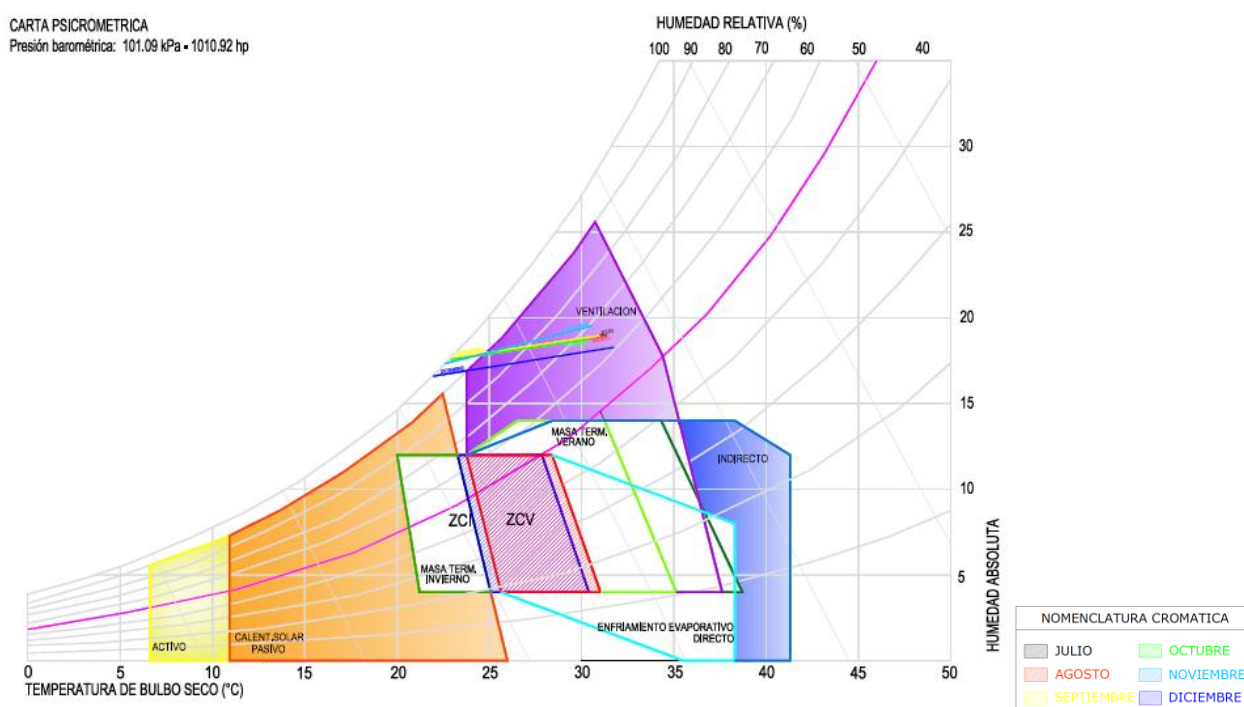 CARTA PSICROMETRICA
Presión barométrica: 101.09 kPa - 1010.92 hp
HUMEDAD RELATIVA (%)
100 90 80 70 60 50 40
30
25
20
15
10
5
HUMEDAD ABSOLUTA
VENTILACION
DICIEMBRE
MASA TERM.
VERANO
INDIRECTO
ZCI
ZCV
MASA TERM.
INVIERNO
ENFRIAMIENTO EVAPORATIVO
DIRECTO
CALENT.SOLAR
PASIVO
ACTIVO
0 5 10 15 20 25 30 35 40 45 50
TEMPERATURA DE BULBO SECO (°C)
NOMENCLATURA CROMATICA
JULIO OCTUBRE
AGOSTO NOVIEMBRE
SEPTIEMBRE DICIEMBRE